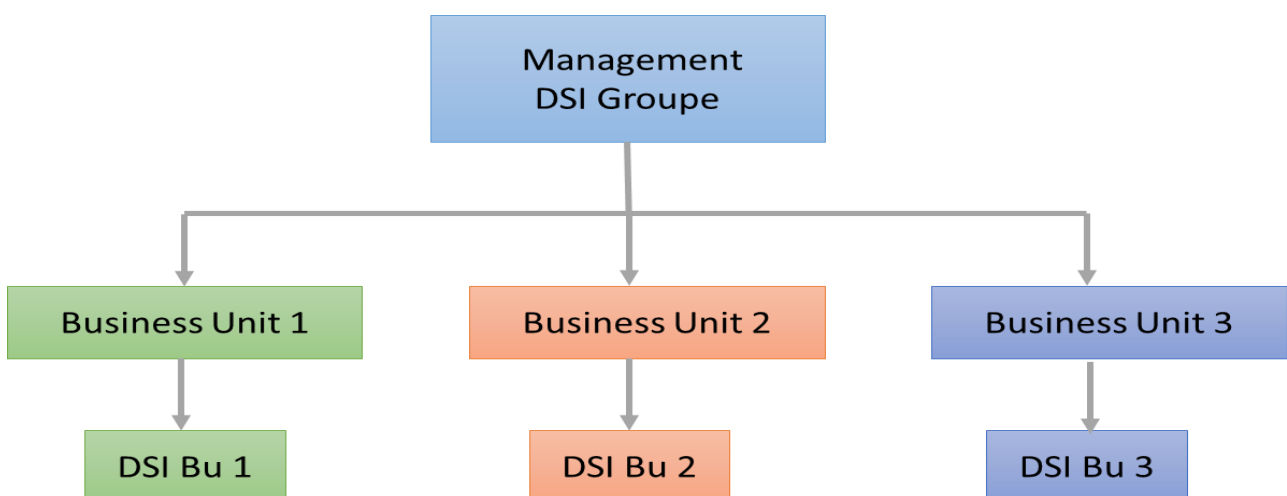 Management
DSI Groupe
Business Unit 1
Business Unit 2
Business Unit 3
DSI Bu 1
DSI Bu 2
DSI Bu 3